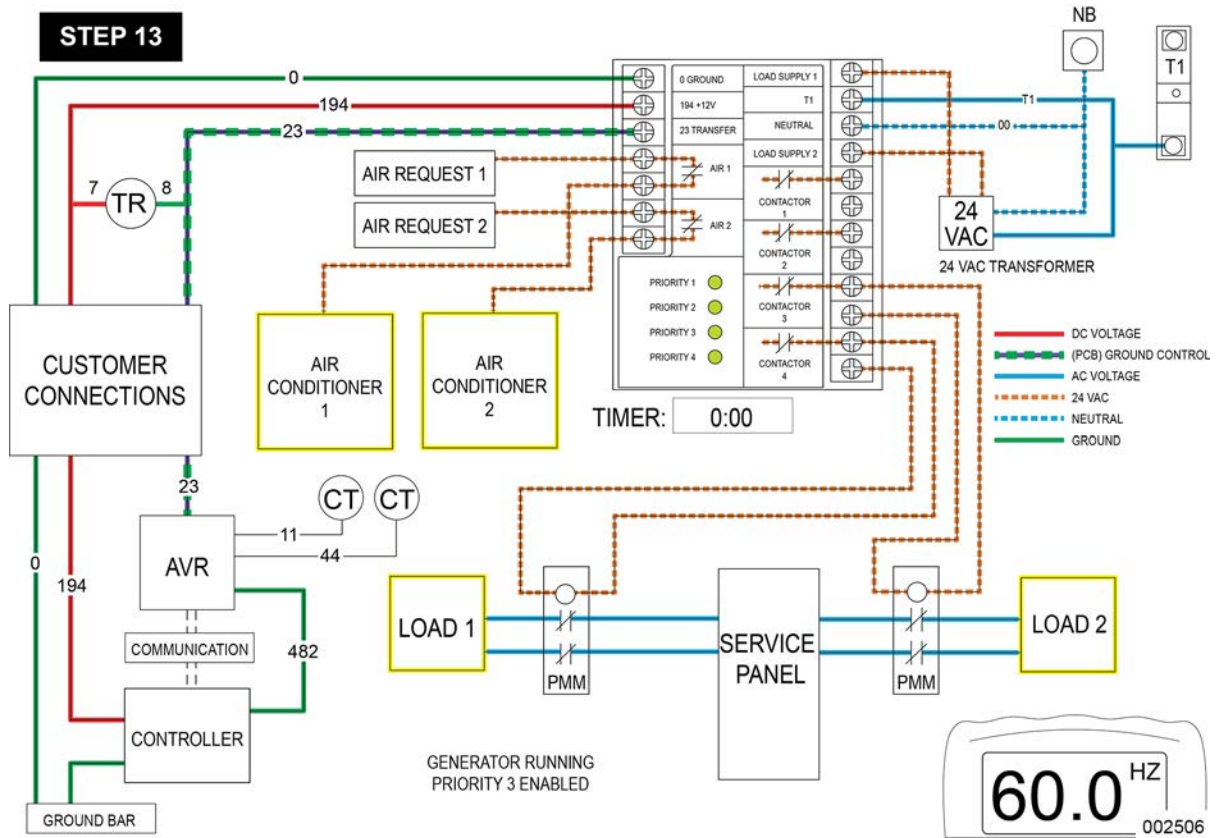 STEP 13
NB
T1
0
194
23
7
TR
8
AIR REQUEST 1
AIR REQUEST 2
0 GROUND
194 +12V
23 TRANSFER
AIR 1
AIR 2
LOAD SUPPLY 1
T1
NEUTRAL
LOAD SUPPLY 2
CONTACTOR
1
CONTACTOR
2
CONTACTOR
3
CONTACTOR
4
PRIORITY 1
PRIORITY 2
PRIORITY 3
PRIORITY 4
T1
00
24
VAC
24 VAC TRANSFORMER
CUSTOMER
CONNECTIONS
AIR
CONDITIONER
1
AIR
CONDITIONER
2
TIMER:
0:00
DC VOLTAGE
(PCB) GROUND CONTROL
AC VOLTAGE
24 VAC
NEUTRAL
GROUND
23
CT
CT
11
44
AVR
0
194
482
COMMUNICATION
CONTROLLER
GROUND BAR
LOAD 1
PMM
SERVICE
PANEL
PMM
LOAD 2
GENERATOR RUNNING
PRIORITY 3 ENABLED
60.0 HZ
002506